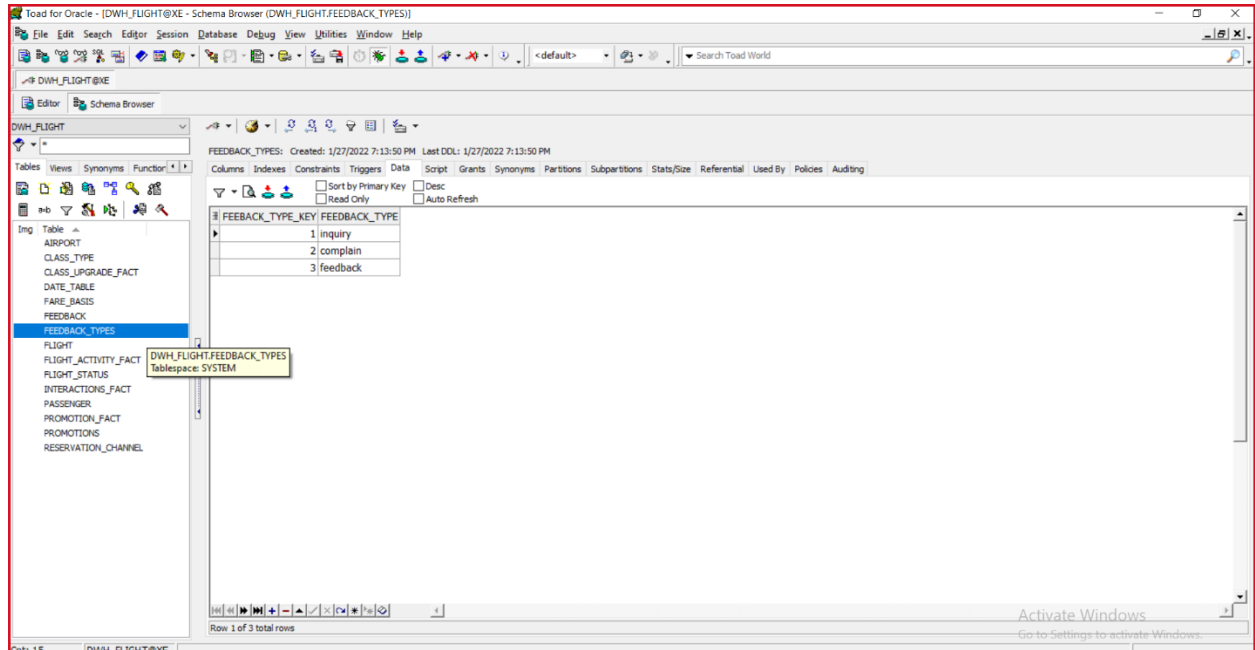 Toad for Oracle - [DWH_FLIGHT@XE - Schema Browser (DWH_FLIGHT.FEEDBACK_TYPES)]
File Edit Search Editor Session Database Debug View Utilities Window Help
<default> Search Toad World
DWH_FLIGHT@XE
Editor Schema Browser
DWH_FLIGHT
*
FEEDBACK_TYPES: Created: 1/27/2022 7:13:50 PM Last DDL: 1/27/2022 7:13:50 PM
Tables Views Synonyms Function
Columns Indexes Constraints Triggers Data Script Grants Synonyms Partitions Subpartitions Stats/Size Referential Used By Policies Auditing
Sort by Primary Key Desc
Read Only Auto Refresh
FEEBACK_TYPE_KEY FEEDBACK_TYPE
1 inquiry
2 complain
3 feedback
Img Table
AIRPORT
CLASS_TYPE
CLASS_UPGRADE_FACT
DATE_TABLE
FARE_BASIS
FEEDBACK
FEEDBACK_TYPES
FLIGHT
FLIGHT_ACTIVITY_FACT
FLIGHT_STATUS
INTERACTIONS_FACT
PASSENGER
PROMOTION_FACT
PROMOTIONS
RESERVATION_CHANNEL
DWH_FLIGHT.FEEDBACK_TYPES
Tablespace: SYSTEM
Row 1 of 3 total rows
Activate Windows
Go to Settings to activate Windows.
Cnt: 15 DWH_FLIGHT@XE